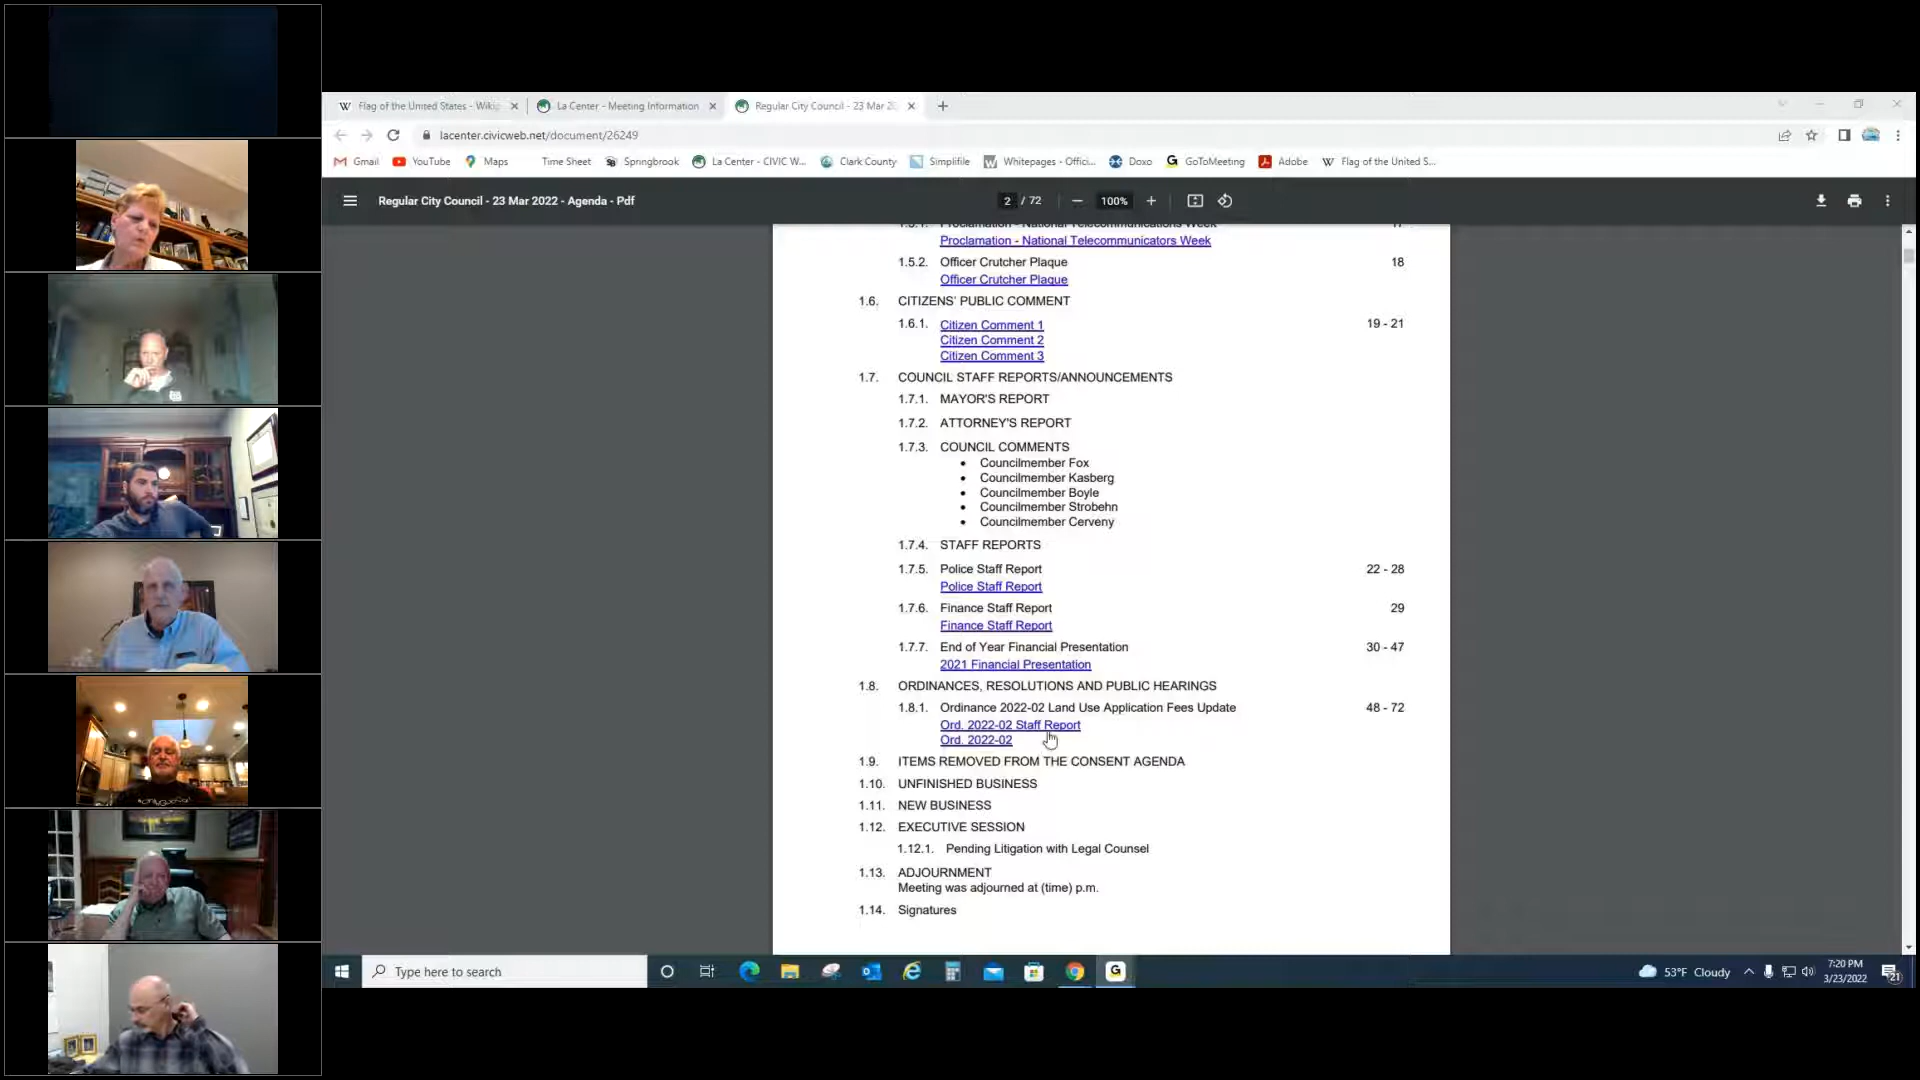 Flag of the United States - Wikip
La Center - Meeting Information
Regular City Council - 23 Mar 2
lacenter.civicweb.net/document/26249
Gmail
YouTube
Maps
Time Sheet
Springbrook
La Center - CIVIC W...
Clark County
Simplifile
Whitepages - Offici...
Doxo
GoToMeeting
Adobe
Flag of the United S...
Regular City Council - 23 Mar 2022 - Agenda - Pdf
2 / 72
100%
1.5.1. Proclamation - National Telecommunications Week 17
Proclamation - National Telecommunicators Week
1.5.2. Officer Crutcher Plaque 18
Officer Crutcher Plaque
1.6. CITIZENS' PUBLIC COMMENT
1.6.1. Citizen Comment 1 19 - 21
Citizen Comment 2
Citizen Comment 3
1.7. COUNCIL STAFF REPORTS/ANNOUNCEMENTS
1.7.1. MAYOR'S REPORT
1.7.2. ATTORNEY'S REPORT
1.7.3. COUNCIL COMMENTS
• Councilmember Fox
• Councilmember Kasberg
• Councilmember Boyle
• Councilmember Strobehn
• Councilmember Cerveny
1.7.4. STAFF REPORTS
1.7.5. Police Staff Report 22 - 28
Police Staff Report
1.7.6. Finance Staff Report 29
Finance Staff Report
1.7.7. End of Year Financial Presentation 30 - 47
2021 Financial Presentation
1.8. ORDINANCES, RESOLUTIONS AND PUBLIC HEARINGS
1.8.1. Ordinance 2022-02 Land Use Application Fees Update 48 - 72
Ord. 2022-02 Staff Report
Ord. 2022-02
1.9. ITEMS REMOVED FROM THE CONSENT AGENDA
1.10. UNFINISHED BUSINESS
1.11. NEW BUSINESS
1.12. EXECUTIVE SESSION
1.12.1. Pending Litigation with Legal Counsel
1.13. ADJOURNMENT
Meeting was adjourned at (time) p.m.
1.14. Signatures
Type here to search
53°F Cloudy
7:20 PM
3/23/2022
21